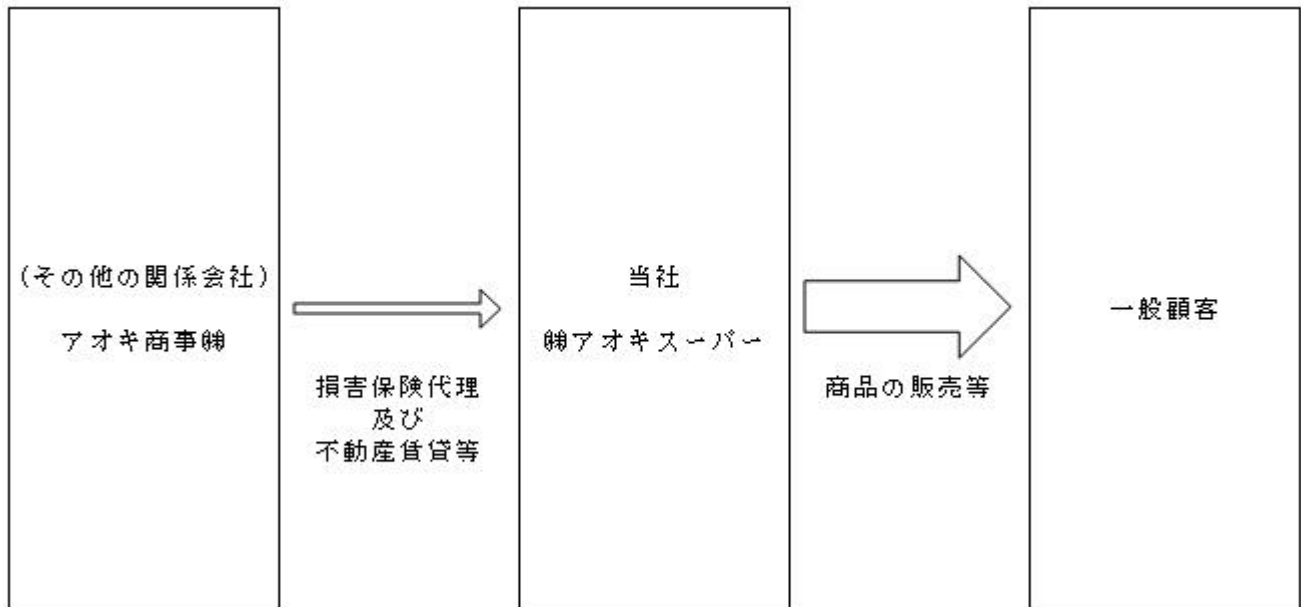 (その他の関係会社)
アオキ商事㈱
損害保険代理
及び
不動産賃貸等
当社
㈱アオキスーパー
商品の販売等
一般顧客